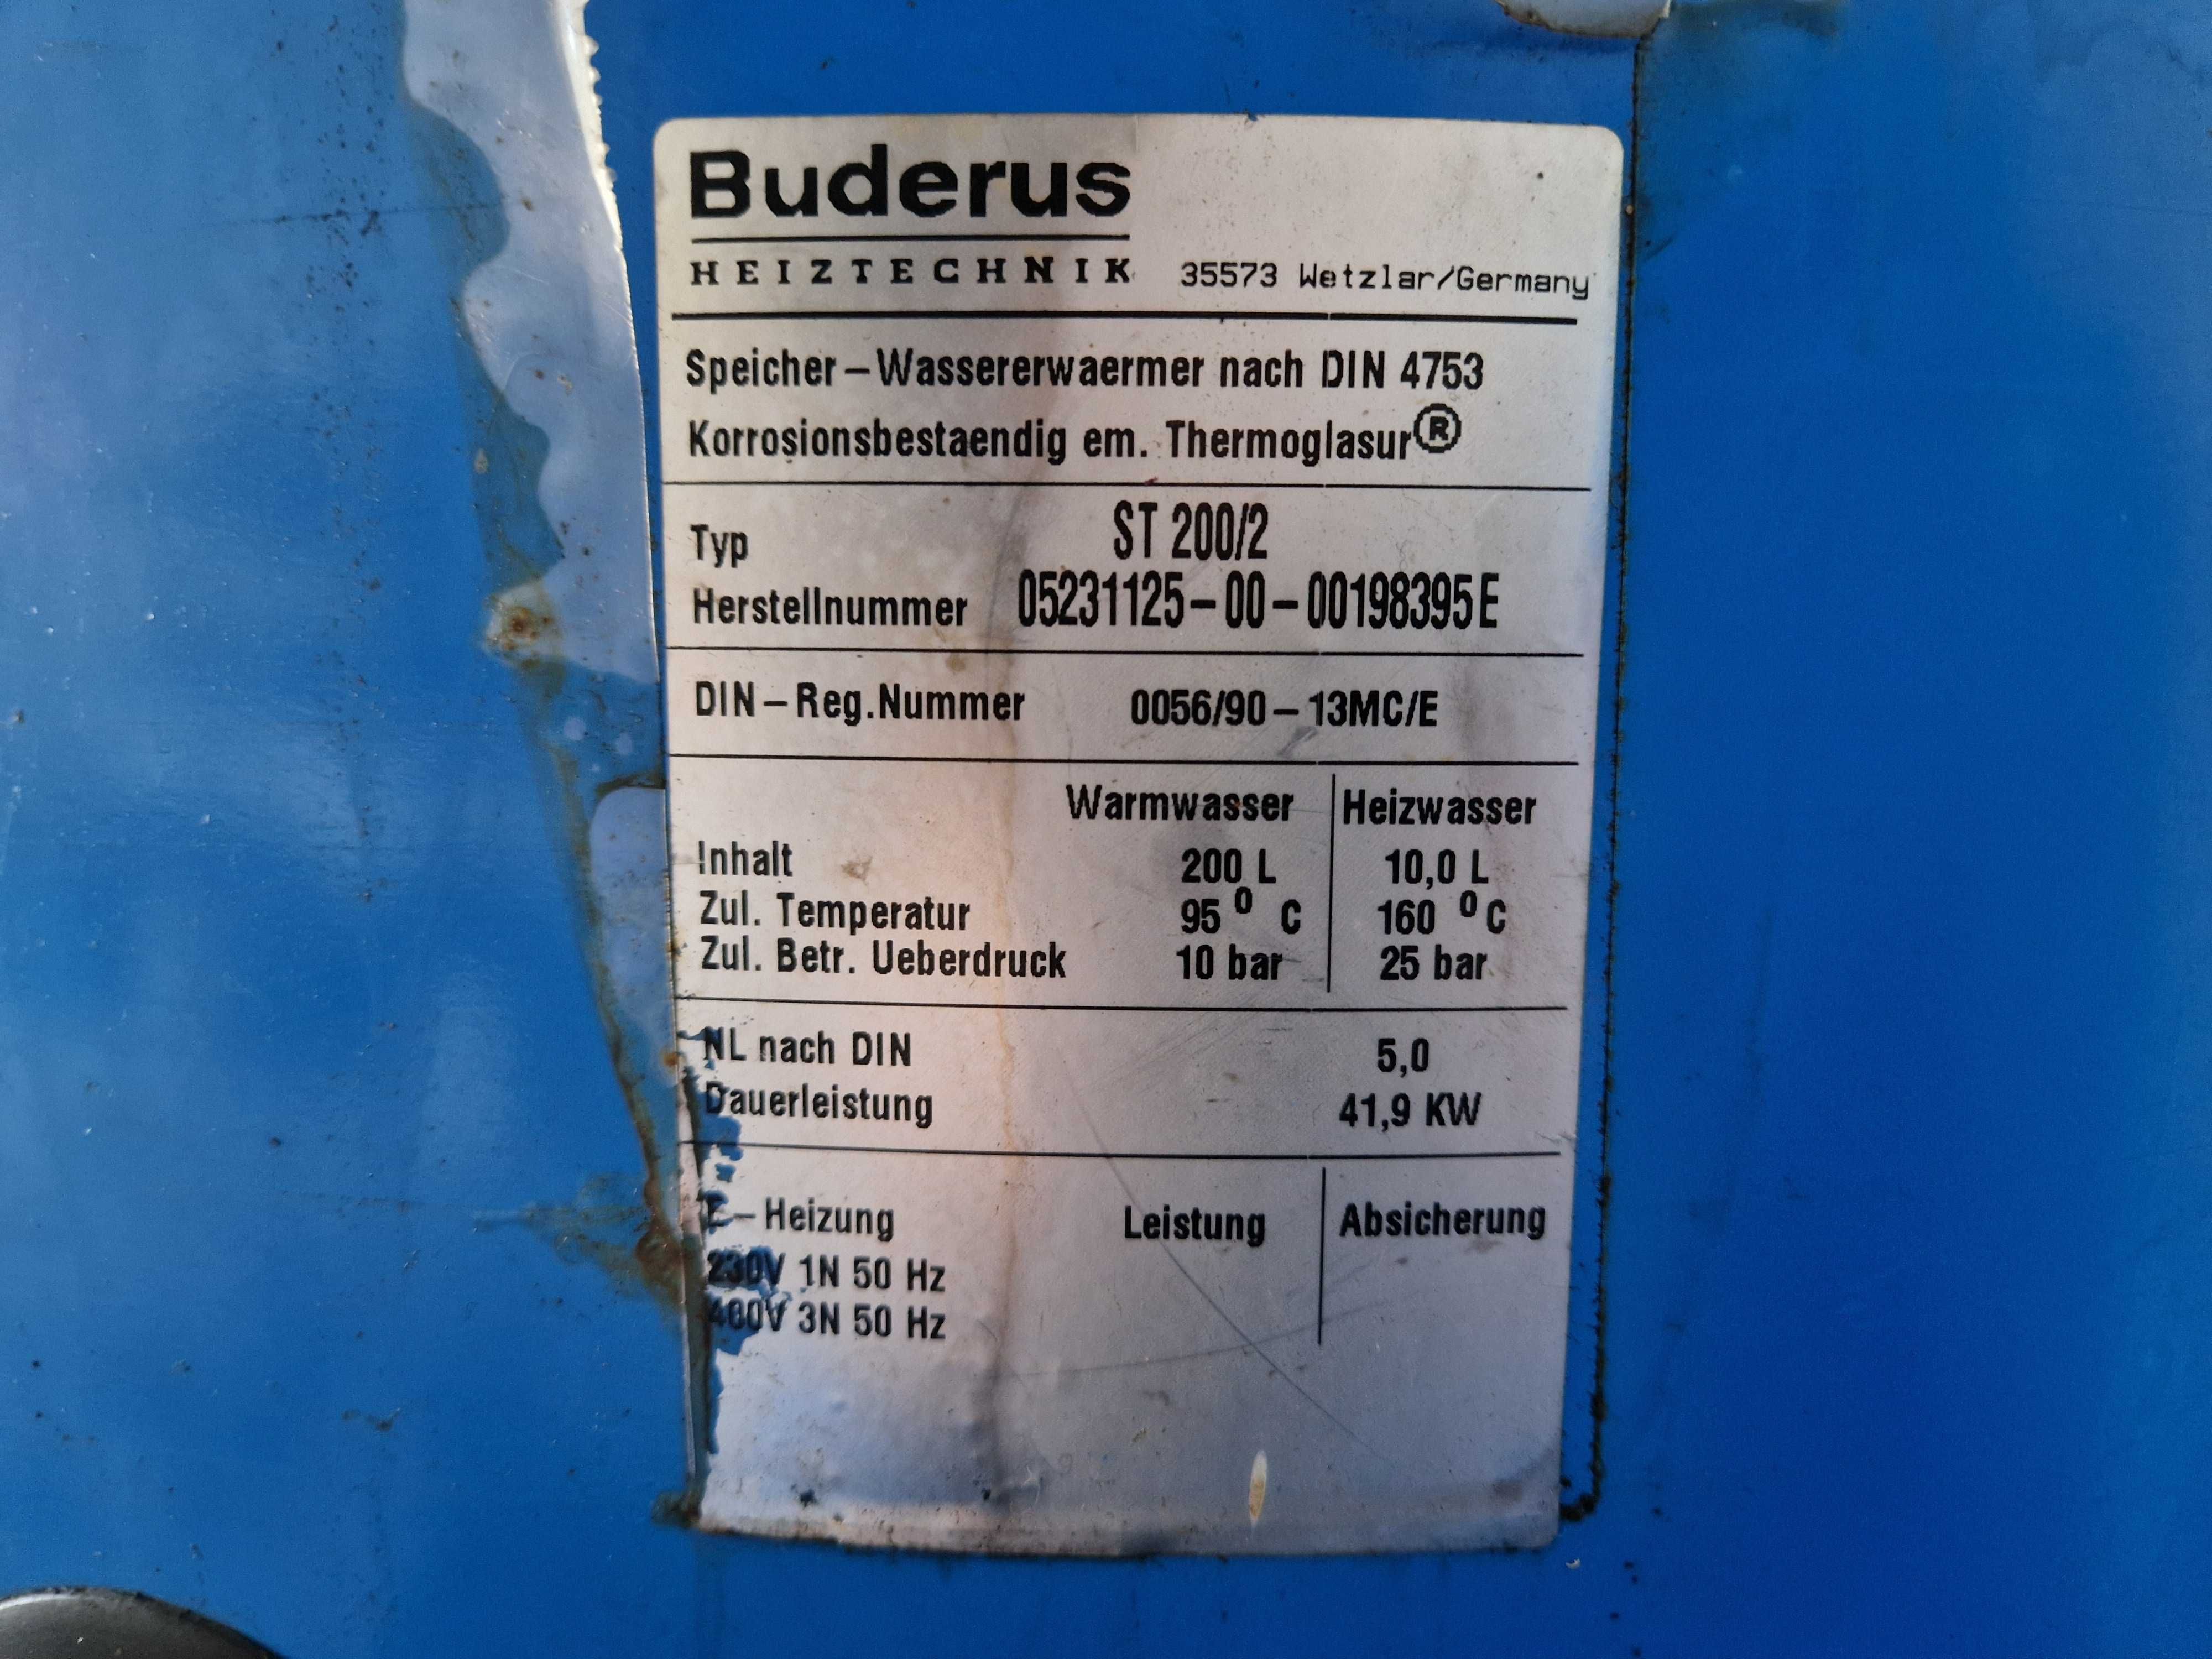 Buderus
HEIZTECHNIK 35573 Wetzlar/Germany
Speicher-Wassererwaermer nach DIN 4753
Korrosionsbestaendig em. Thermoglasur®
Typ ST 200/2
Herstellnummer 05231125-00-00198395E
DIN-Reg.Nummer 0056/90-13MC/E
Warmwasser Heizwasser
Inhalt 200 L 10,0 L
Zul. Temperatur 95 °C 160 °C
Zul. Betr. Ueberdruck 10 bar 25 bar
NL nach DIN 5,0
Dauerleistung 41,9 KW
E-Heizung Leistung Absicherung
230V 1N 50 Hz
400V 3N 50 Hz